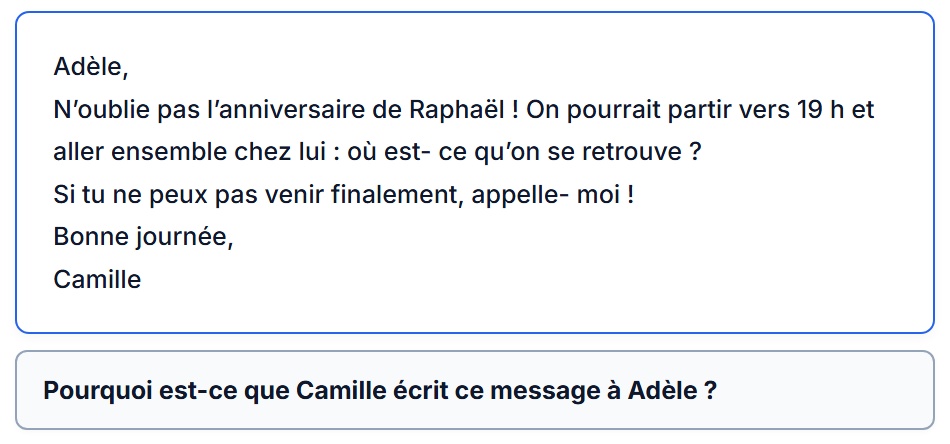 Adèle,
N’oublie pas l’anniversaire de Raphaël ! On pourrait partir vers 19 h et
aller ensemble chez lui : où est- ce qu’on se retrouve ?
Si tu ne peux pas venir finalement, appelle- moi !
Bonne journée,
Camille
Pourquoi est-ce que Camille écrit ce message à Adèle ?